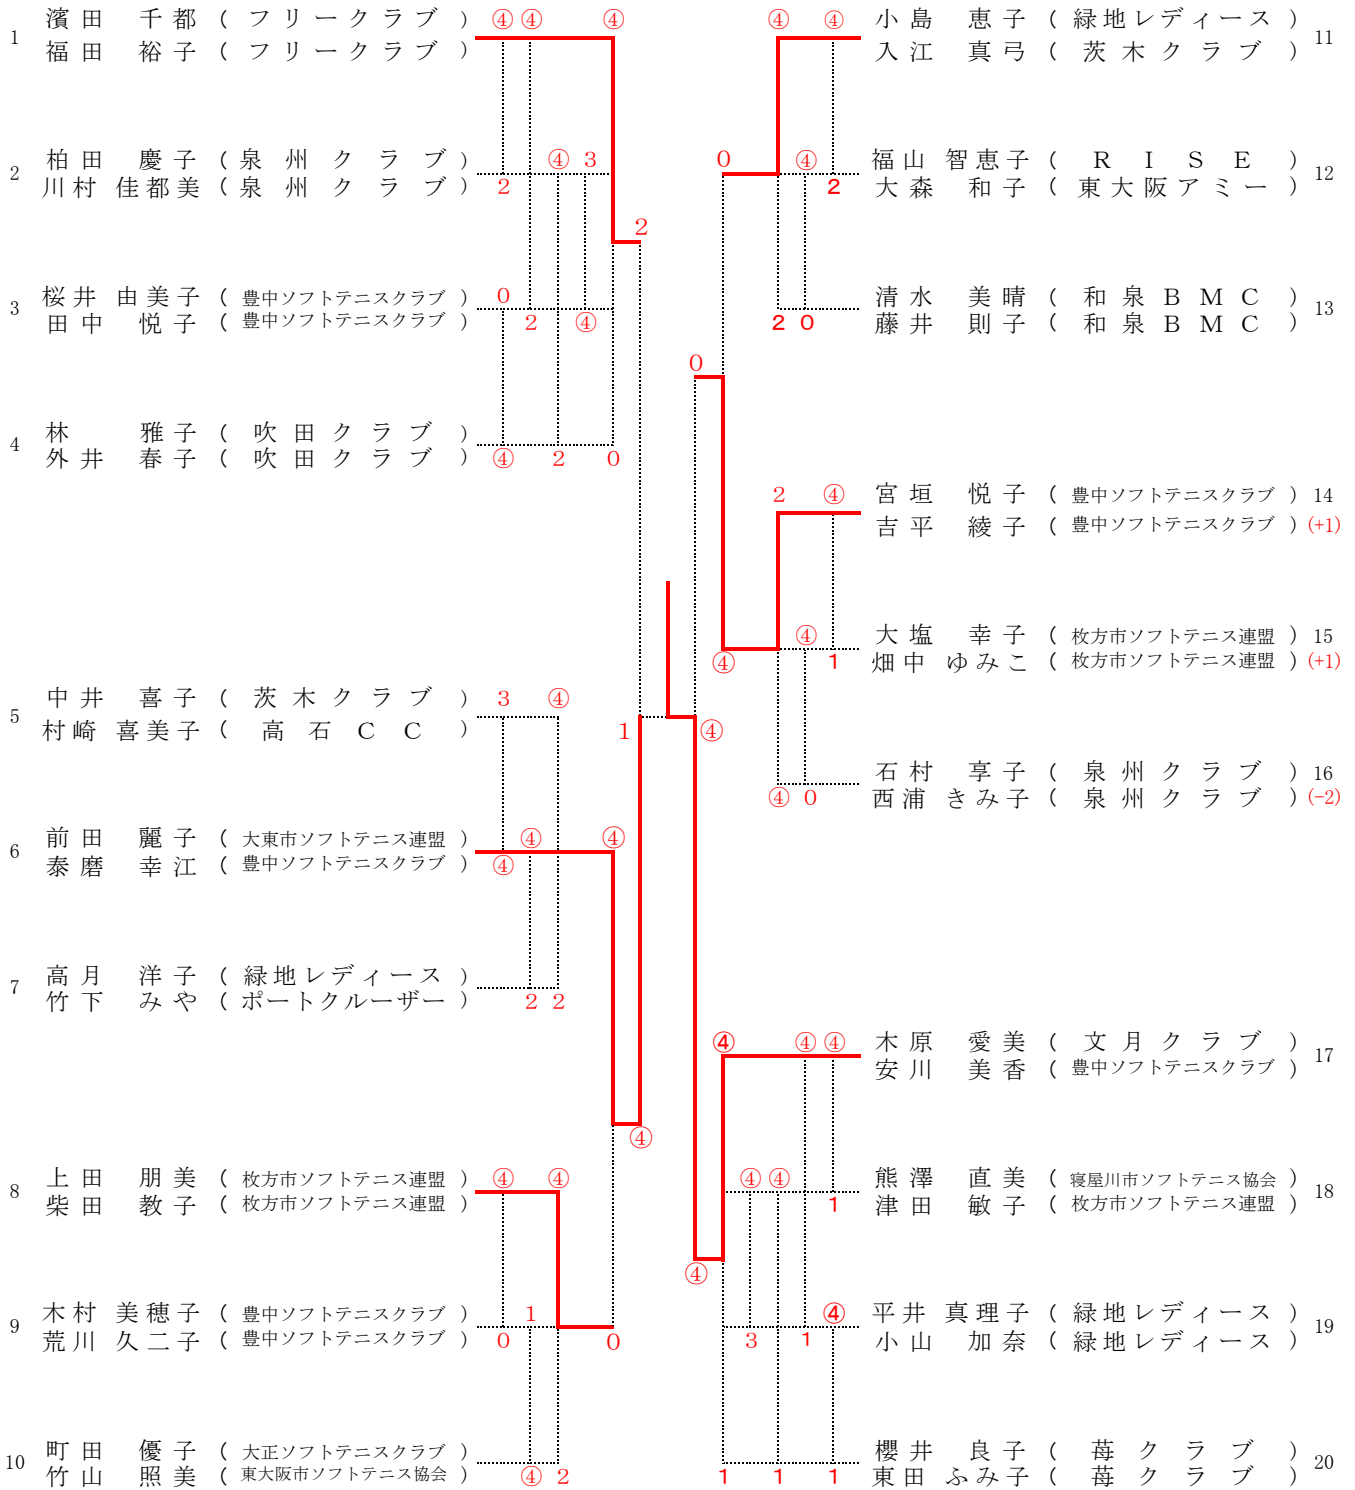 濱田 千都 ( フリークラブ ) ④ ④ ④
1
福田 裕子 ( フリークラブ )
柏田 慶子 ( 泉州クラブ ) ④ 3
2
川村 佳都美 ( 泉州クラブ ) 2
2
桜井 由美子 ( 豊中ソフトテニスクラブ ) 0
3
田中 悦子 ( 豊中ソフトテニスクラブ ) 2 ④
林 雅子 ( 吹田クラブ )
4
外井 春子 ( 吹田クラブ ) ④ 2 0
中井 喜子 ( 茨木クラブ ) 3 ④
5
村崎 喜美子 ( 高石CC ) 1
前田 麗子 ( 大東市ソフトテニス連盟 ) ④ ④
6
泰磨 幸江 ( 豊中ソフトテニスクラブ ) ④
高月 洋子 ( 緑地レディース )
7
竹下 みや ( ポートクルーザー ) 2 2
④
上田 朋美 ( 枚方市ソフトテニス連盟 ) ④ ④
8
柴田 教子 ( 枚方市ソフトテニス連盟 )
木村 美穂子 ( 豊中ソフトテニスクラブ ) 1
9
荒川 久二子 ( 豊中ソフトテニスクラブ ) 0 0
町田 優子 ( 大正ソフトテニスクラブ )
10
竹山 照美 ( 東大阪市ソフトテニス協会 ) ④ 2
④ ④ 小島 恵子 ( 緑地レディース )
11
入江 真弓 ( 茨木クラブ )
0 ④ 福山 智恵子 ( RISE )
12
2 大森 和子 ( 東大阪アミー )
清水 美晴 ( 和泉BMC )
13
2 0 藤井 則子 ( 和泉BMC )
0
2 ④ 宮垣 悦子 ( 豊中ソフトテニスクラブ ) 14
吉平 綾子 ( 豊中ソフトテニスクラブ ) (+1)
④ 大塩 幸子 ( 枚方市ソフトテニス連盟 ) 15
④ 1 畑中 ゆみこ ( 枚方市ソフトテニス連盟 ) (+1)
④
石村 享子 ( 泉州クラブ ) 16
④ 0 西浦 きみ子 ( 泉州クラブ ) (-2)
④ ④ ④ 木原 愛美 ( 文月クラブ )
17
安川 美香 ( 豊中ソフトテニスクラブ )
④ ④ 熊澤 直美 ( 寝屋川市ソフトテニス協会 )
18
1 津田 敏子 ( 枚方市ソフトテニス連盟 )
④
④ 平井 真理子 ( 緑地レディース )
19
3 1 小山 加奈 ( 緑地レディース )
櫻井 良子 ( 苺クラブ )
20
1 1 1 東田 ふみ子 ( 苺クラブ )